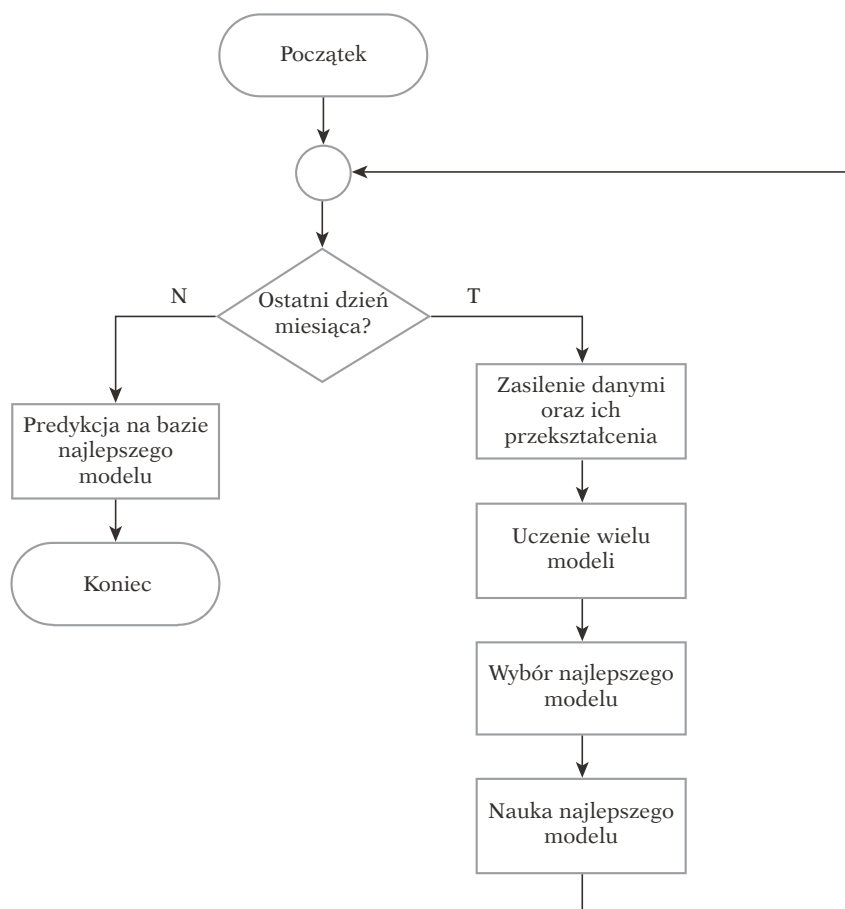 Początek
N
Ostatni dzień
miesiąca?
T
Predykcja na bazie
najlepszego
modelu
Koniec
Zasilenie danymi
oraz ich
przekształcenia
Uczenie wielu
modeli
Wybór najlepszego
modelu
Nauka najlepszego
modelu